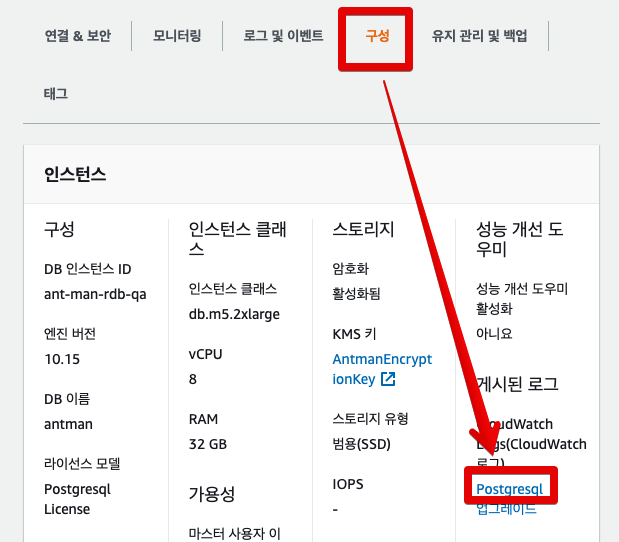 연결 & 보안
모니터링
로그 및 이벤트
구성
유지 관리 및 백업
태그
인스턴스
구성
DB 인스턴스 ID
ant-man-rdb-qa
엔진 버전
10.15
DB 이름
antman
라이선스 모델
Postgresql
License
인스턴스 클래
스
인스턴스 클래스
db.m5.2xlarge
vCPU
8
RAM
32 GB
가용성
마스터 사용자 이
스토리지
암호화
활성화됨
KMS 키
AntmanEncrypt
ionKey
스토리지 유형
범용(SSD)
IOPS
-
성능 개선 도
우미
성능 개선 도우미
활성화
아니요
게시된 로그
CloudWatch
Logs(CloudWatch
로그)
Postgresql
업그레이드